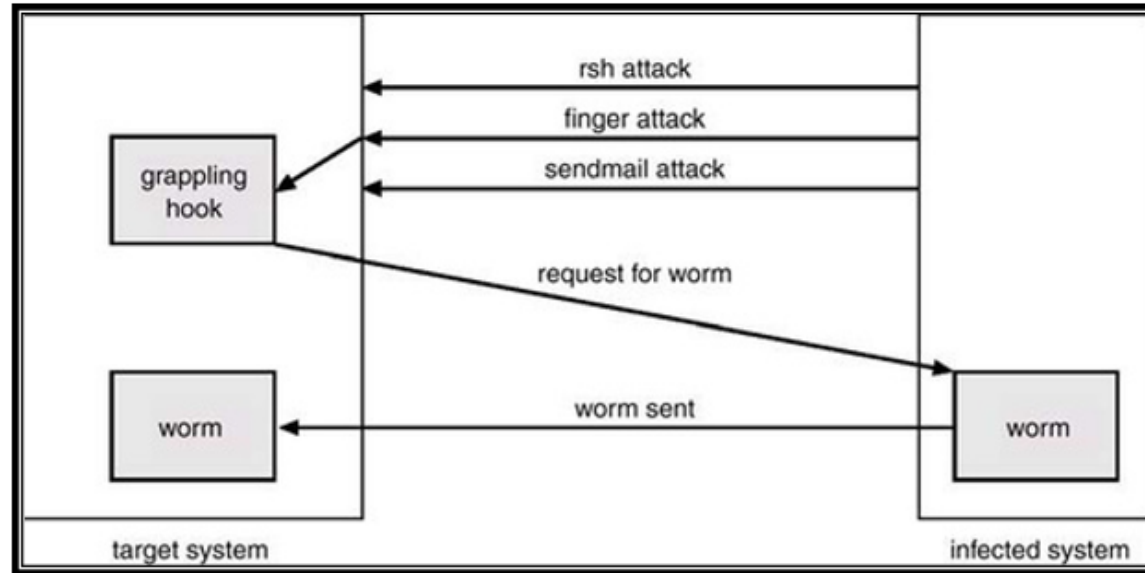 rsh attack
finger attack
sendmail attack
grappling
hook
request for worm
worm sent
worm
worm
target system
infected system